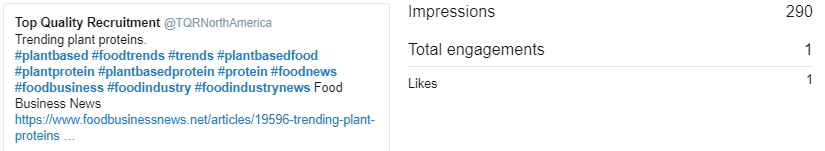 Top Quality Recruitment @TQRNorthAmerica
Trending plant proteins.
#plantbased #foodtrends #trends #plantbasedfood
#plantprotein #plantbasedprotein #protein #foodnews
#foodbusiness #foodindustry #foodindustrynews Food
Business News
https://www.foodbusinessnews.net/articles/19596-trending-plant-
proteins …
Impressions 290
Total engagements 1
Likes 1